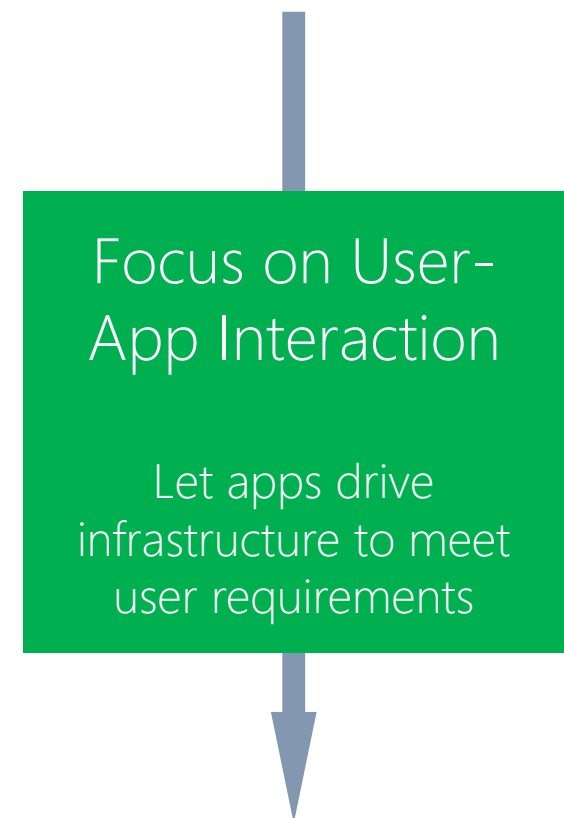 Focus on User-
App Interaction
Let apps drive
infrastructure to meet
user requirements